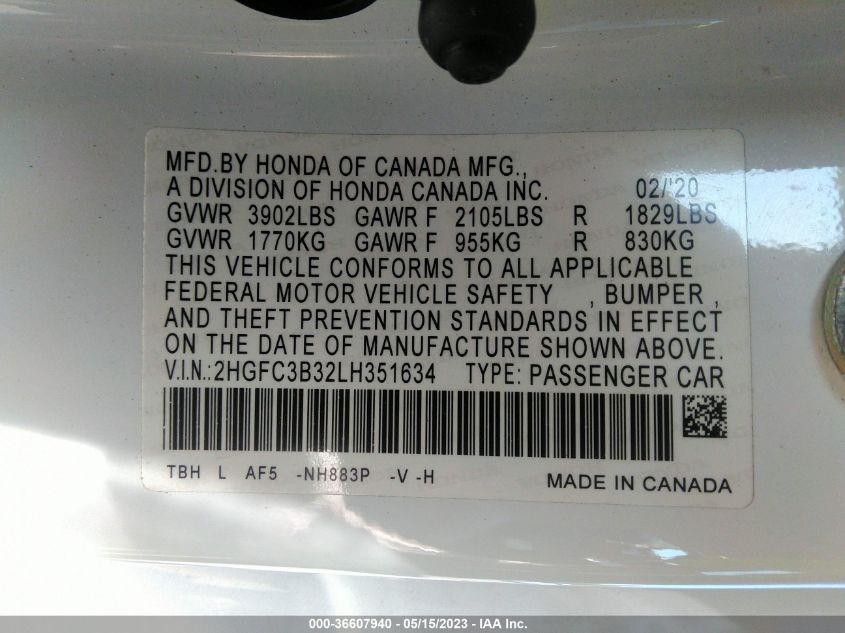 MFD.BY HONDA OF CANADA MFG.,
A DIVISION OF HONDA CANADA INC. 02/'20
GVWR 3902LBS GAWR F 2105LBS R 1829LBS
GVWR 1770KG GAWR F 955KG R 830KG
THIS VEHICLE CONFORMS TO ALL APPLICABLE
FEDERAL MOTOR VEHICLE SAFETY , BUMPER ,
AND THEFT PREVENTION STANDARDS IN EFFECT
ON THE DATE OF MANUFACTURE SHOWN ABOVE.
V.I.N.:2HGFC3B32LH351634 TYPE: PASSENGER CAR
TBH L AF5 -NH883P -V -H MADE IN CANADA
000-36607940 - 05/15/2023 - IAA Inc.